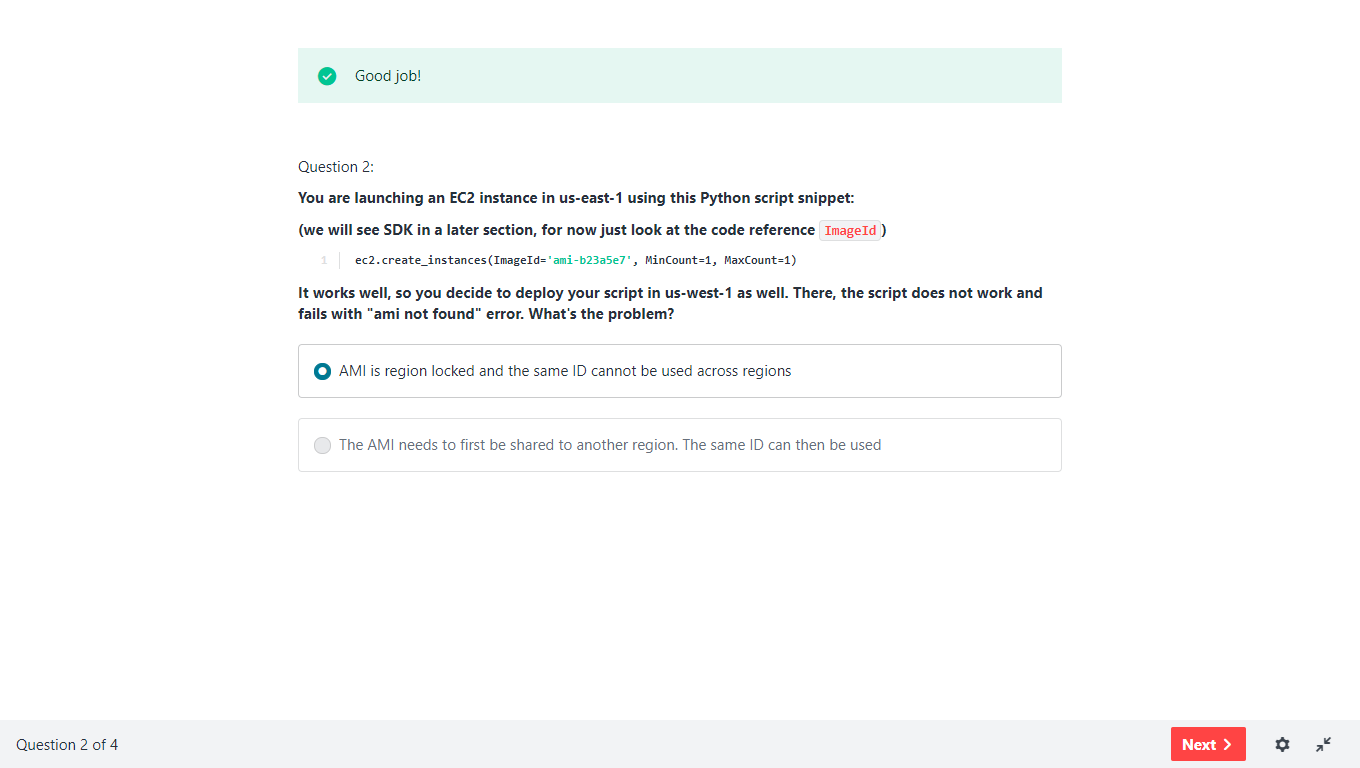 Good job!
Question 2:
You are launching an EC2 instance in us-east-1 using this Python script snippet:
(we will see SDK in a later section, for now just look at the code reference ImageId)
1 ec2.create_instances(ImageId='ami-b23a5e7', MinCount=1, MaxCount=1)
It works well, so you decide to deploy your script in us-west-1 as well. There, the script does not work and
fails with "ami not found" error. What's the problem?
AMI is region locked and the same ID cannot be used across regions
The AMI needs to first be shared to another region. The same ID can then be used
Question 2 of 4
Next